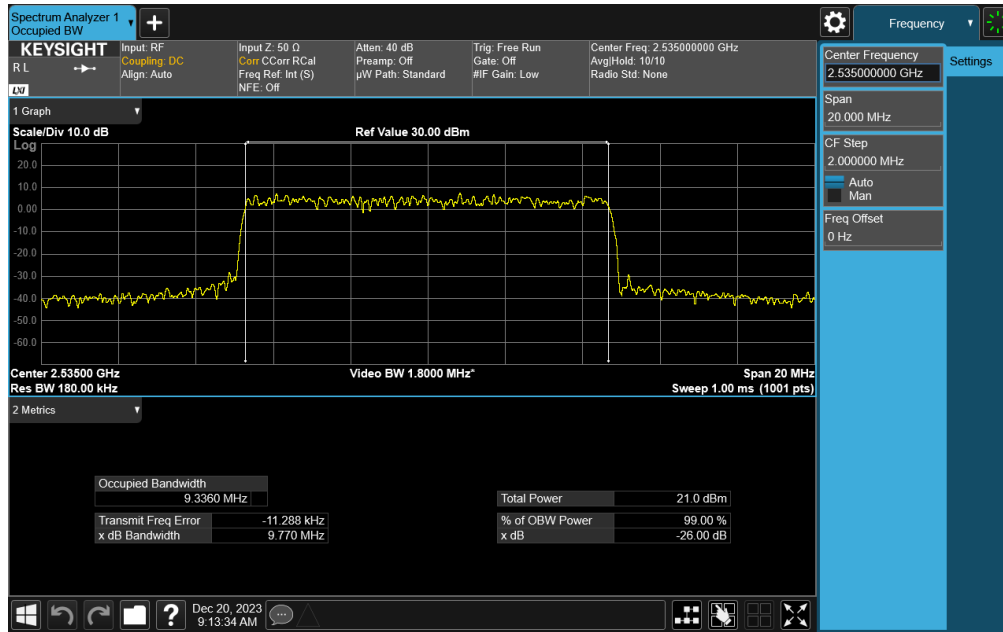 Spectrum Analyzer 1
Occupied BW
Frequency
KEYSIGHT
R L
LXI
Input: RF
Coupling: DC
Align: Auto
Input Z: 50 Ω
Corr CCorr RCal
Freq Ref: Int (S)
NFE: Off
Atten: 40 dB
Preamp: Off
µW Path: Standard
Trig: Free Run
Gate: Off
#IF Gain: Low
Center Freq: 2.535000000 GHz
Avg|Hold: 10/10
Radio Std: None
Center Frequency
2.535000000 GHz
Settings
Span
20.000 MHz
CF Step
2.000000 MHz
Auto
Man
Freq Offset
0 Hz
1 Graph
Scale/Div 10.0 dB
Ref Value 30.00 dBm
Log
20.0
10.0
0.00
-10.0
-20.0
-30.0
-40.0
-50.0
-60.0
Center 2.53500 GHz
Video BW 1.8000 MHz*
Span 20 MHz
Res BW 180.00 kHz
Sweep 1.00 ms (1001 pts)
2 Metrics
Occupied Bandwidth
9.3360 MHz
Total Power 21.0 dBm
Transmit Freq Error -11.288 kHz
% of OBW Power 99.00 %
x dB Bandwidth 9.770 MHz
x dB -26.00 dB
?
Dec 20, 2023
9:13:34 AM